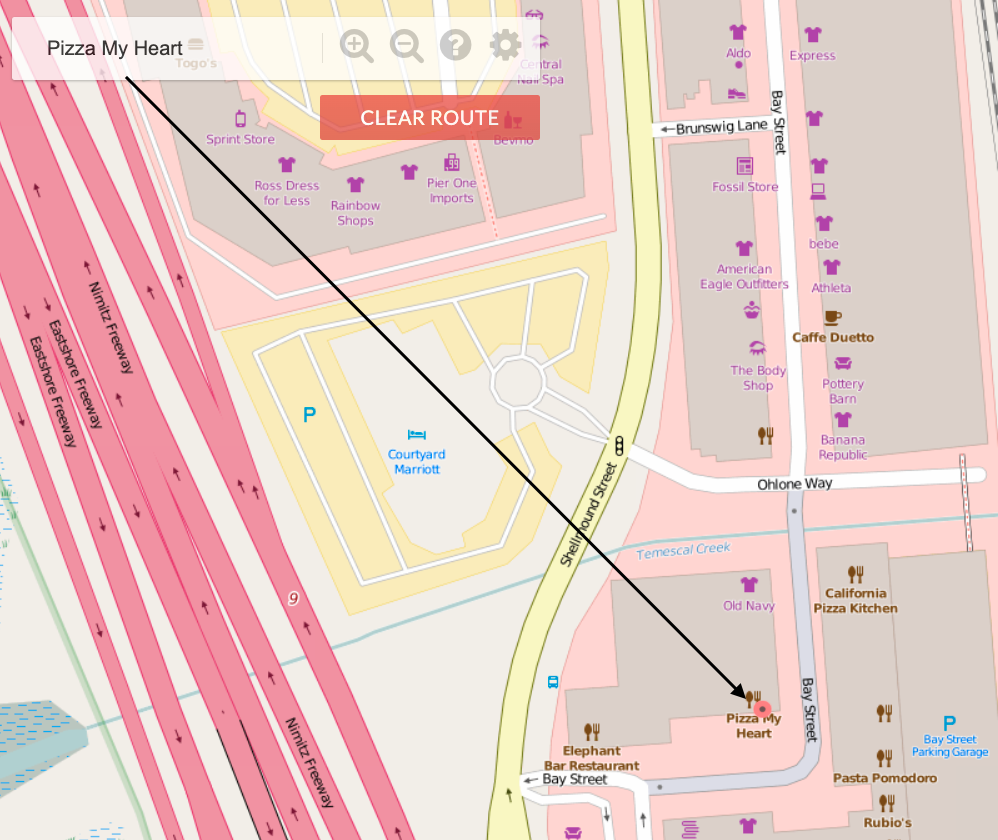 Pizza My Heart
Togo's
Central
Nail Spa
Aldo
Express
CLEAR ROUTE
Sprint Store
Bevmo
Brunswig Lane
Bay Street
Ross Dress
for Less
Rainbow
Shops
Pier One
Imports
Fossil Store
bebe
American
Eagle Outfitters
Athleta
Caffe Duetto
The Body
Shop
Pottery
Barn
Banana
Republic
Nimitz Freeway
Eastshore Freeway
Eastshore Freeway
P
Courtyard
Marriott
Shellmound Street
Ohlone Way
Temescal Creek
9
Old Navy
California
Pizza Kitchen
Pizza My
Heart
Bay Street
Elephant
Bar Restaurant
P
Bay Street
Parking Garage
Nimitz Freeway
Bay Street
Pasta Pomodoro
Rubio's